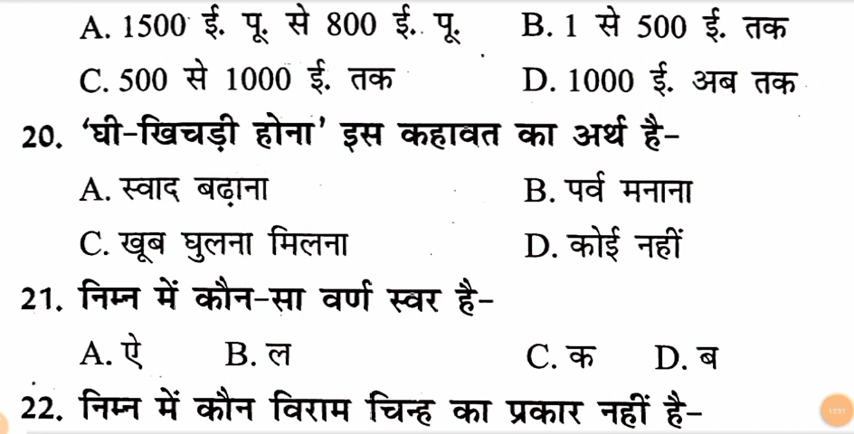 A. 1500 ई. पू. से 800 ई. पू. B. 1 से 500 ई. तक
C. 500 से 1000 ई. तक D. 1000 ई. अब तक
20. ‘घी-खिचड़ी होना’ इस कहावत का अर्थ है-
A. स्वाद बढ़ाना B. पर्व मनाना
C. खूब घुलना मिलना D. कोई नहीं
21. निम्न में कौन-सा वर्ण स्वर है-
A. ऐ B. ल C. क D. ब
22. निम्न में कौन विराम चिन्ह का प्रकार नहीं है-